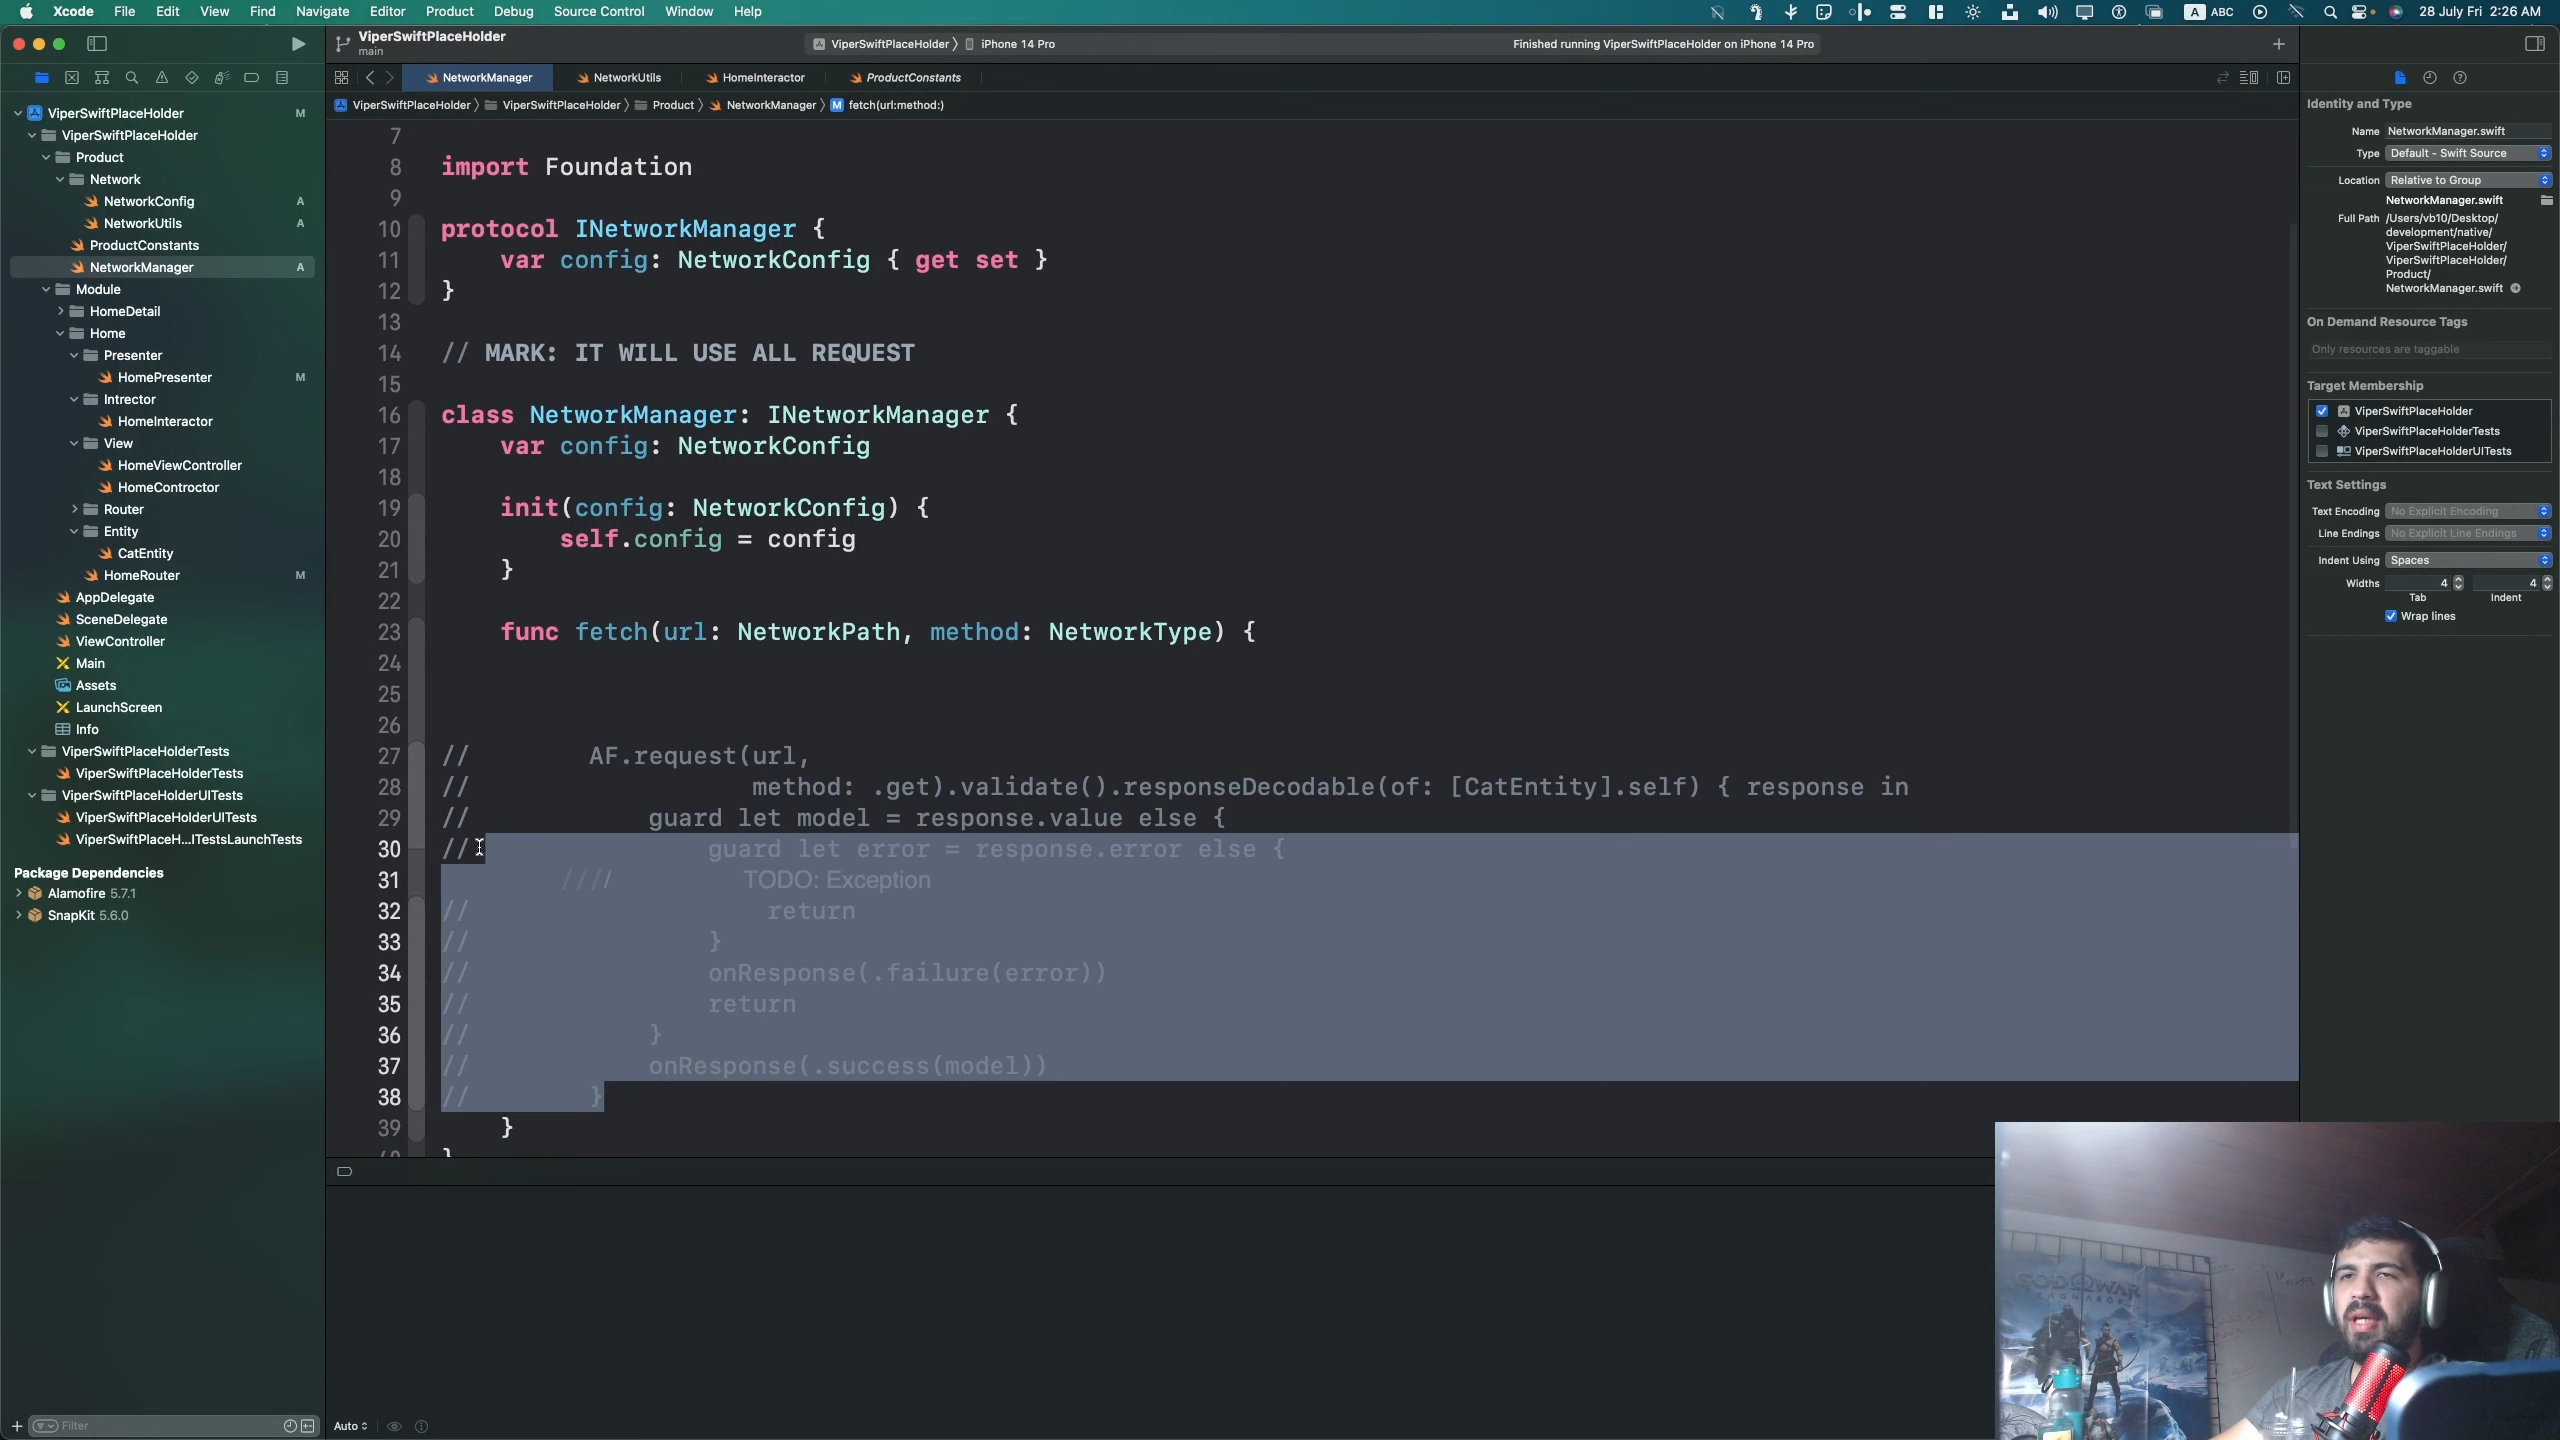 Xcode File Edit View Find Navigate Editor Product Debug Source Control Window Help
A ABC
28 July Fri 2:26 AM
ViperSwiftPlaceHolder
main
ViperSwiftPlaceHolder iPhone 14 Pro
Finished running ViperSwiftPlaceHolder on iPhone 14 Pro
NetworkManager NetworkUtils HomeInteractor ProductConstants
ViperSwiftPlaceHolder ViperSwiftPlaceHolder Product NetworkManager M fetch(url:method:)
ViperSwiftPlaceHolder M
ViperSwiftPlaceHolder
Product
Network
NetworkConfig A
NetworkUtils A
ProductConstants
NetworkManager A
Module
HomeDetail
Home
Presenter
HomePresenter M
Intrector
HomeInteractor
View
HomeViewController
HomeControctor
Router
Entity
CatEntity
HomeRouter M
AppDelegate
SceneDelegate
ViewController
Main
Assets
LaunchScreen
Info
ViperSwiftPlaceHolderTests
ViperSwiftPlaceHolderTests
ViperSwiftPlaceHolderUITests
ViperSwiftPlaceHolderUITests
ViperSwiftPlaceH...ITestsLaunchTests
Package Dependencies
Alamofire 5.7.1
SnapKit 5.6.0
Filter
7
8 import Foundation
9
10 protocol INetworkManager {
11 var config: NetworkConfig { get set }
12 }
13
14 // MARK: IT WILL USE ALL REQUEST
15
16 class NetworkManager: INetworkManager {
17 var config: NetworkConfig
18
19 init(config: NetworkConfig) {
20 self.config = config
21 }
22
23 func fetch(url: NetworkPath, method: NetworkType) {
24
25
26
27 // AF.request(url,
28 // method: .get).validate().responseDecodable(of: [CatEntity].self) { response in
29 // guard let model = response.value else {
30 // guard let error = response.error else {
31 //// TODO: Exception
32 // return
33 // }
34 // onResponse(.failure(error))
35 // return
36 // }
37 // onResponse(.success(model))
38 // }
39 }
40 }
Auto
Identity and Type
Name NetworkManager.swift
Type Default - Swift Source
Location Relative to Group
NetworkManager.swift
Full Path /Users/vb10/Desktop/
development/native/
ViperSwiftPlaceHolder/
ViperSwiftPlaceHolder/
Product/
NetworkManager.swift
On Demand Resource Tags
Only resources are taggable
Target Membership
ViperSwiftPlaceHolder
ViperSwiftPlaceHolderTests
ViperSwiftPlaceHolderUITests
Text Settings
Text Encoding No Explicit Encoding
Line Endings No Explicit Line Endings
Indent Using Spaces
Widths 4 4
Tab Indent
Wrap lines
GOD OF WAR
RAGNARÖK